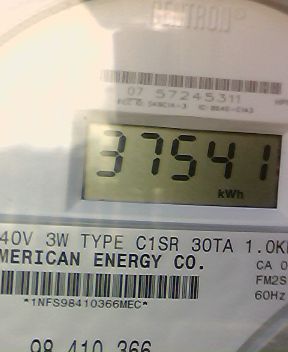 CENTRON®
07 57245311
37541
kWh
40V 3W TYPE C1SR 30TA 1.0K
MERICAN ENERGY CO.
CA 0
FM2S
*1NFS98410366MEC*
60Hz
98 410 366